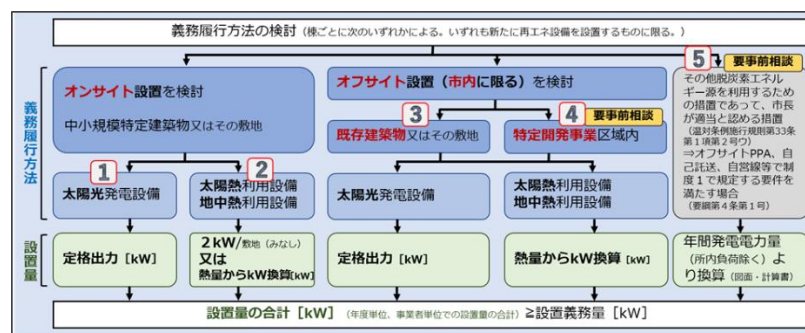 義務履行方法の検討(棟ごとに次のいずれかによる。いずれも新たに再エネ設備を設置するものに限る。)
義務履行方法
オンサイト設置を検討
中小規模特定建築物又はその敷地
1
太陽光発電設備
2
太陽熱利用設備
地中熱利用設備
オフサイト設置(市内に限る)を検討
3
既存建築物又はその敷地
太陽光発電設備
4
要事前相談
特定開発事業区域内
太陽熱利用設備
地中熱利用設備
5
要事前相談
その他脱炭素エネル
ギー源を利用するため
の措置であって、市長
が適当と認める措置
(温対条例施行規則第33条
第1項第2号ウ)
⇒オフサイトPPA、自
己託送、自営線等で制
度1で規定する要件を
満たす場合
(要綱第4条第1号)
設置量
定格出力[kW]
2kW/敷地(みなし)
又は
熱量からkW換算[kW]
定格出力[kW]
熱量からkW換算[kW]
年間発電電力量
(所内負荷除く)よ
り換算(図面・計算書)
設置量の合計[kW](年度単位、事業者単位での設置量の合計)≧設置義務量[kW]